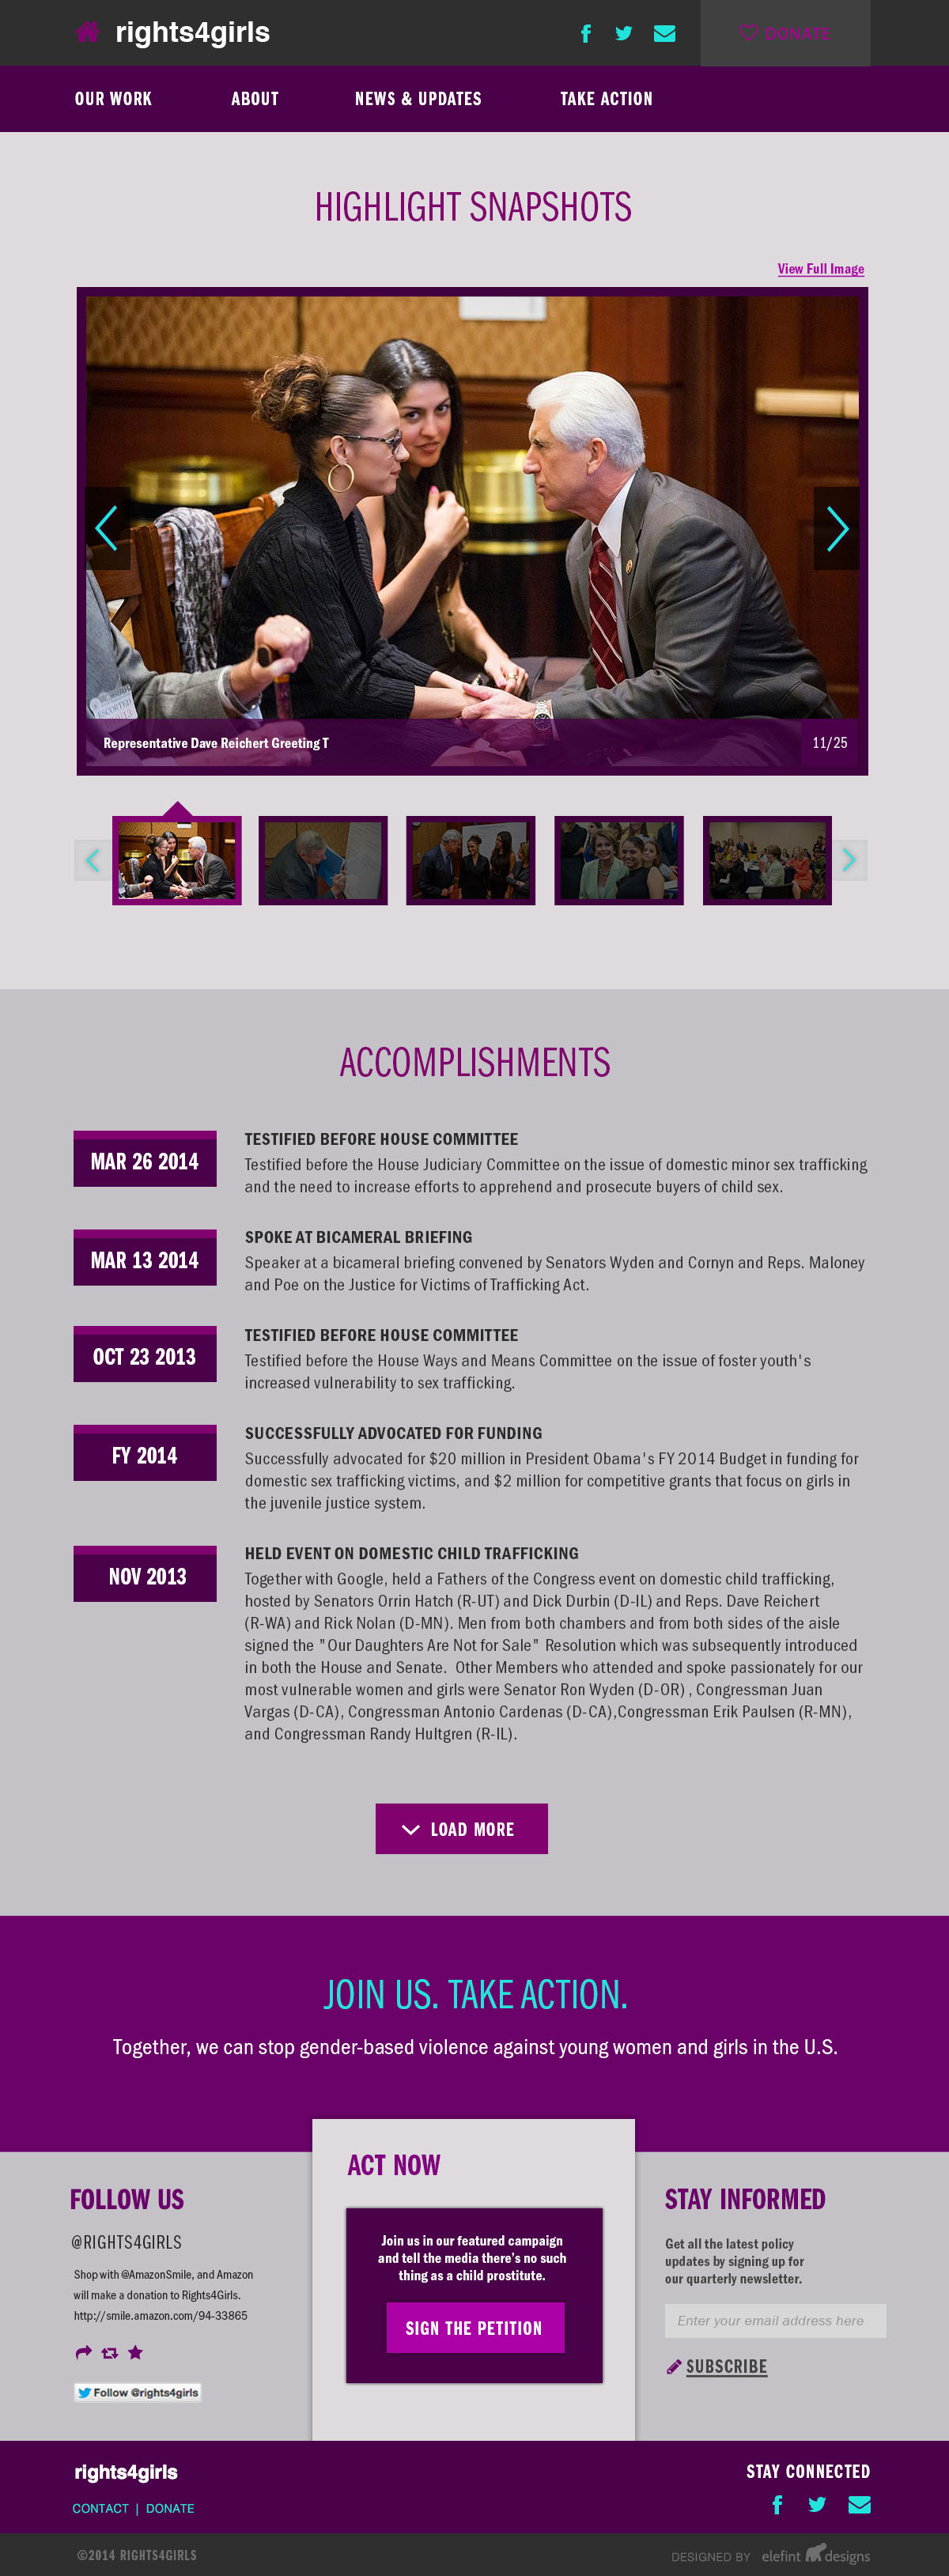 rights4girls
DONATE
OUR WORK
ABOUT
NEWS & UPDATES
TAKE ACTION
HIGHLIGHT SNAPSHOTS
View Full Image
ESCORTED
Representative Dave Reichert Greeting T
11/25
ACCOMPLISHMENTS
MAR 26 2014
TESTIFIED BEFORE HOUSE COMMITTEE
Testified before the House Judiciary Committee on the issue of domestic minor sex trafficking
and the need to increase efforts to apprehend and prosecute buyers of child sex.
MAR 13 2014
SPOKE AT BICAMERAL BRIEFING
Speaker at a bicameral briefing convened by Senators Wyden and Cornyn and Reps. Maloney
and Poe on the Justice for Victims of Trafficking Act.
OCT 23 2013
TESTIFIED BEFORE HOUSE COMMITTEE
Testified before the House Ways and Means Committee on the issue of foster youth's
increased vulnerability to sex trafficking.
FY 2014
SUCCESSFULLY ADVOCATED FOR FUNDING
Successfully advocated for $20 million in President Obama's FY 2014 Budget in funding for
domestic sex trafficking victims, and $2 million for competitive grants that focus on girls in
the juvenile justice system.
NOV 2013
HELD EVENT ON DOMESTIC CHILD TRAFFICKING
Together with Google, held a Fathers of the Congress event on domestic child trafficking,
hosted by Senators Orrin Hatch (R-UT) and Dick Durbin (D-IL) and Reps. Dave Reichert
(R-WA) and Rick Nolan (D-MN). Men from both chambers and from both sides of the aisle
signed the "Our Daughters Are Not for Sale" Resolution which was subsequently introduced
in both the House and Senate. Other Members who attended and spoke passionately for our
most vulnerable women and girls were Senator Ron Wyden (D-OR) , Congressman Juan
Vargas (D-CA), Congressman Antonio Cardenas (D-CA),Congressman Erik Paulsen (R-MN),
and Congressman Randy Hultgren (R-IL).
LOAD MORE
JOIN US. TAKE ACTION.
Together, we can stop gender-based violence against young women and girls in the U.S.
FOLLOW US
@RIGHTS4GIRLS
Shop with @AmazonSmile, and Amazon
will make a donation to Rights4Girls.
http://smile.amazon.com/94-33865
Follow @rights4girls
ACT NOW
Join us in our featured campaign
and tell the media there's no such
thing as a child prostitute.
SIGN THE PETITION
STAY INFORMED
Get all the latest policy
updates by signing up for
our quarterly newsletter.
Enter your email address here
SUBSCRIBE
rights4girls
CONTACT | DONATE
STAY CONNECTED
©2014 RIGHTS4GIRLS
DESIGNED BY elefint designs